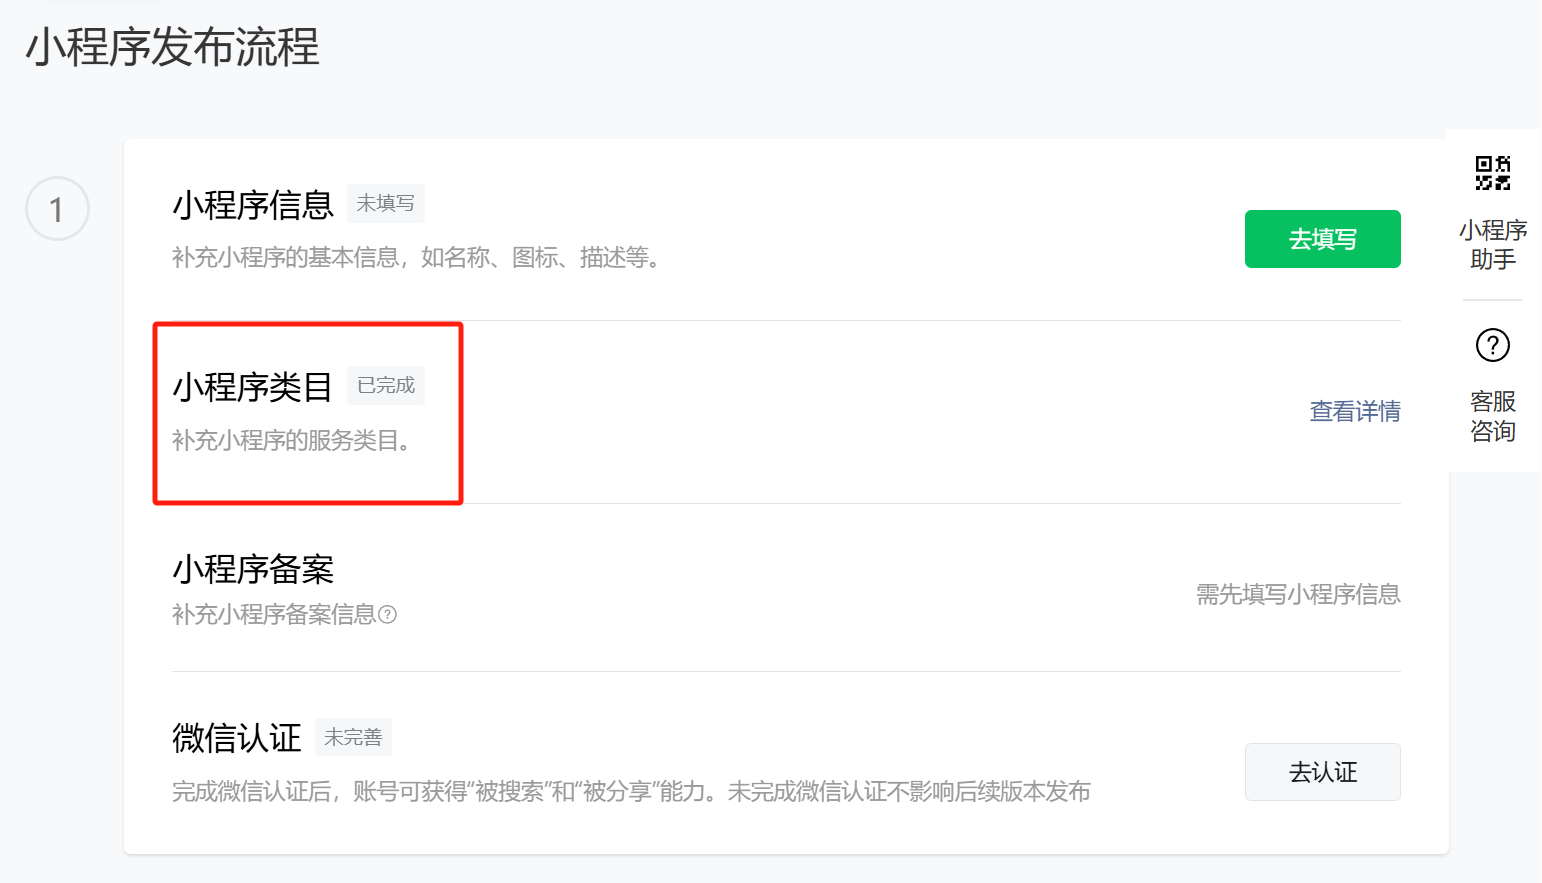 小程序发布流程
1
小程序信息 未填写
补充小程序的基本信息，如名称、图标、描述等。
去填写
小程序类目 已完成
补充小程序的服务类目。
查看详情
小程序备案
补充小程序备案信息?
需先填写小程序信息
微信认证 未完善
完成微信认证后，账号可获得“被搜索”和“被分享”能力。未完成微信认证不影响后续版本发布
去认证
小程序
助手
?
客服
咨询